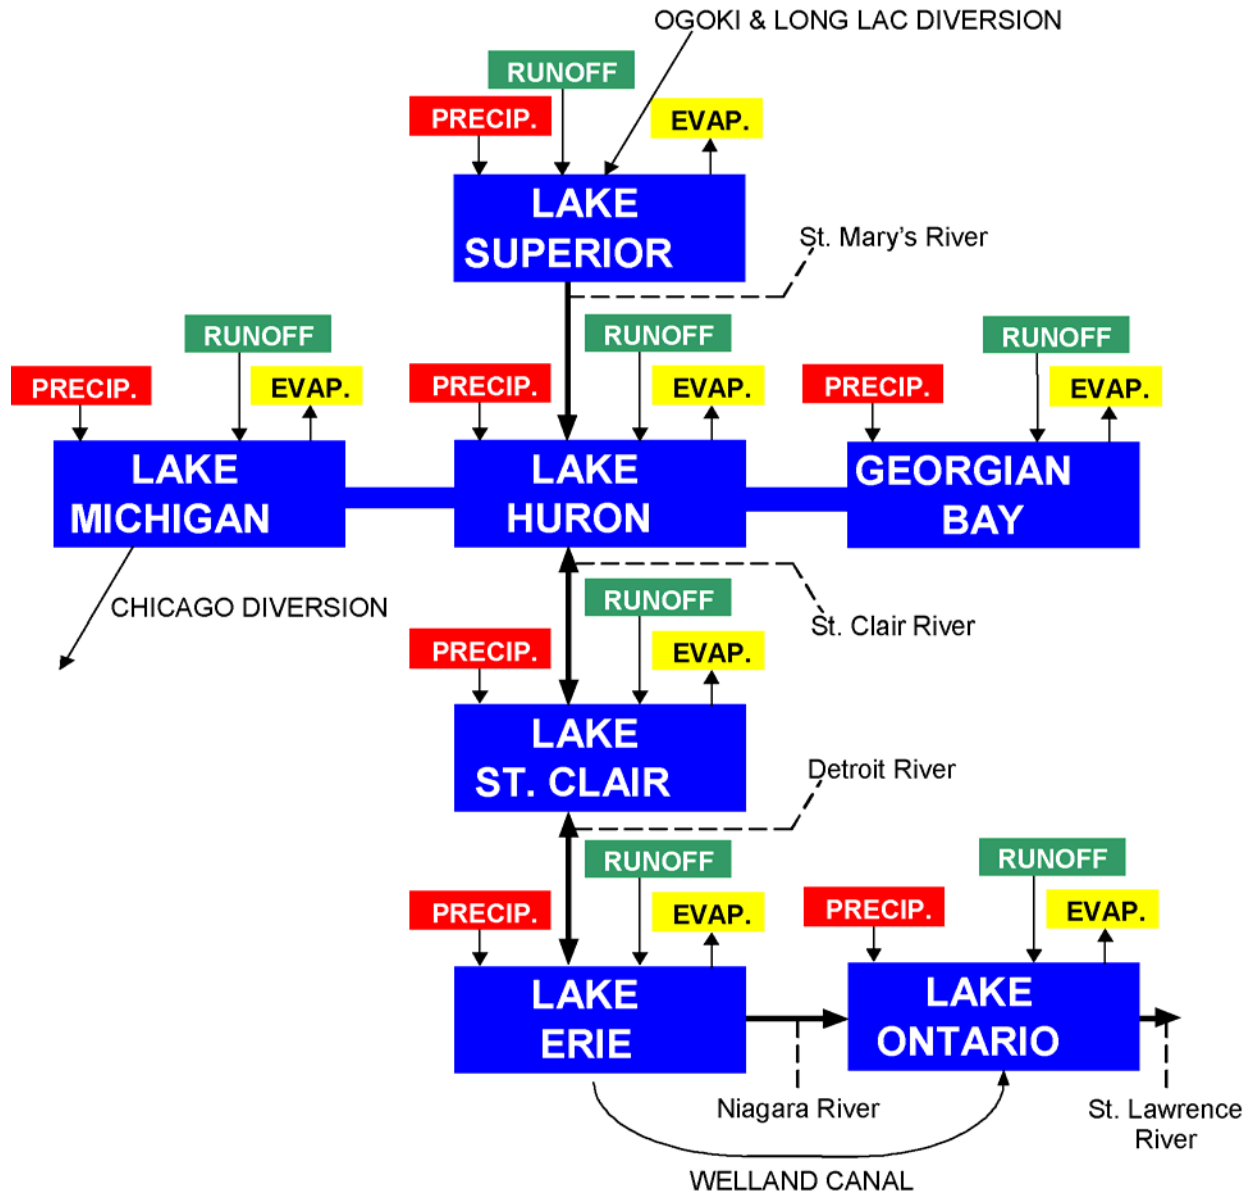 OGOKI & LONG LAC DIVERSION
RUNOFF
PRECIP.
EVAP.
LAKE
SUPERIOR
St. Mary's River
RUNOFF
PRECIP.
EVAP.
LAKE
MICHIGAN
RUNOFF
PRECIP.
EVAP.
LAKE
HURON
RUNOFF
PRECIP.
EVAP.
GEORGIAN
BAY
CHICAGO DIVERSION
St. Clair River
RUNOFF
PRECIP.
EVAP.
LAKE
ST. CLAIR
Detroit River
RUNOFF
PRECIP.
EVAP.
LAKE
ERIE
RUNOFF
PRECIP.
EVAP.
LAKE
ONTARIO
Niagara River
St. Lawrence
River
WELLAND CANAL